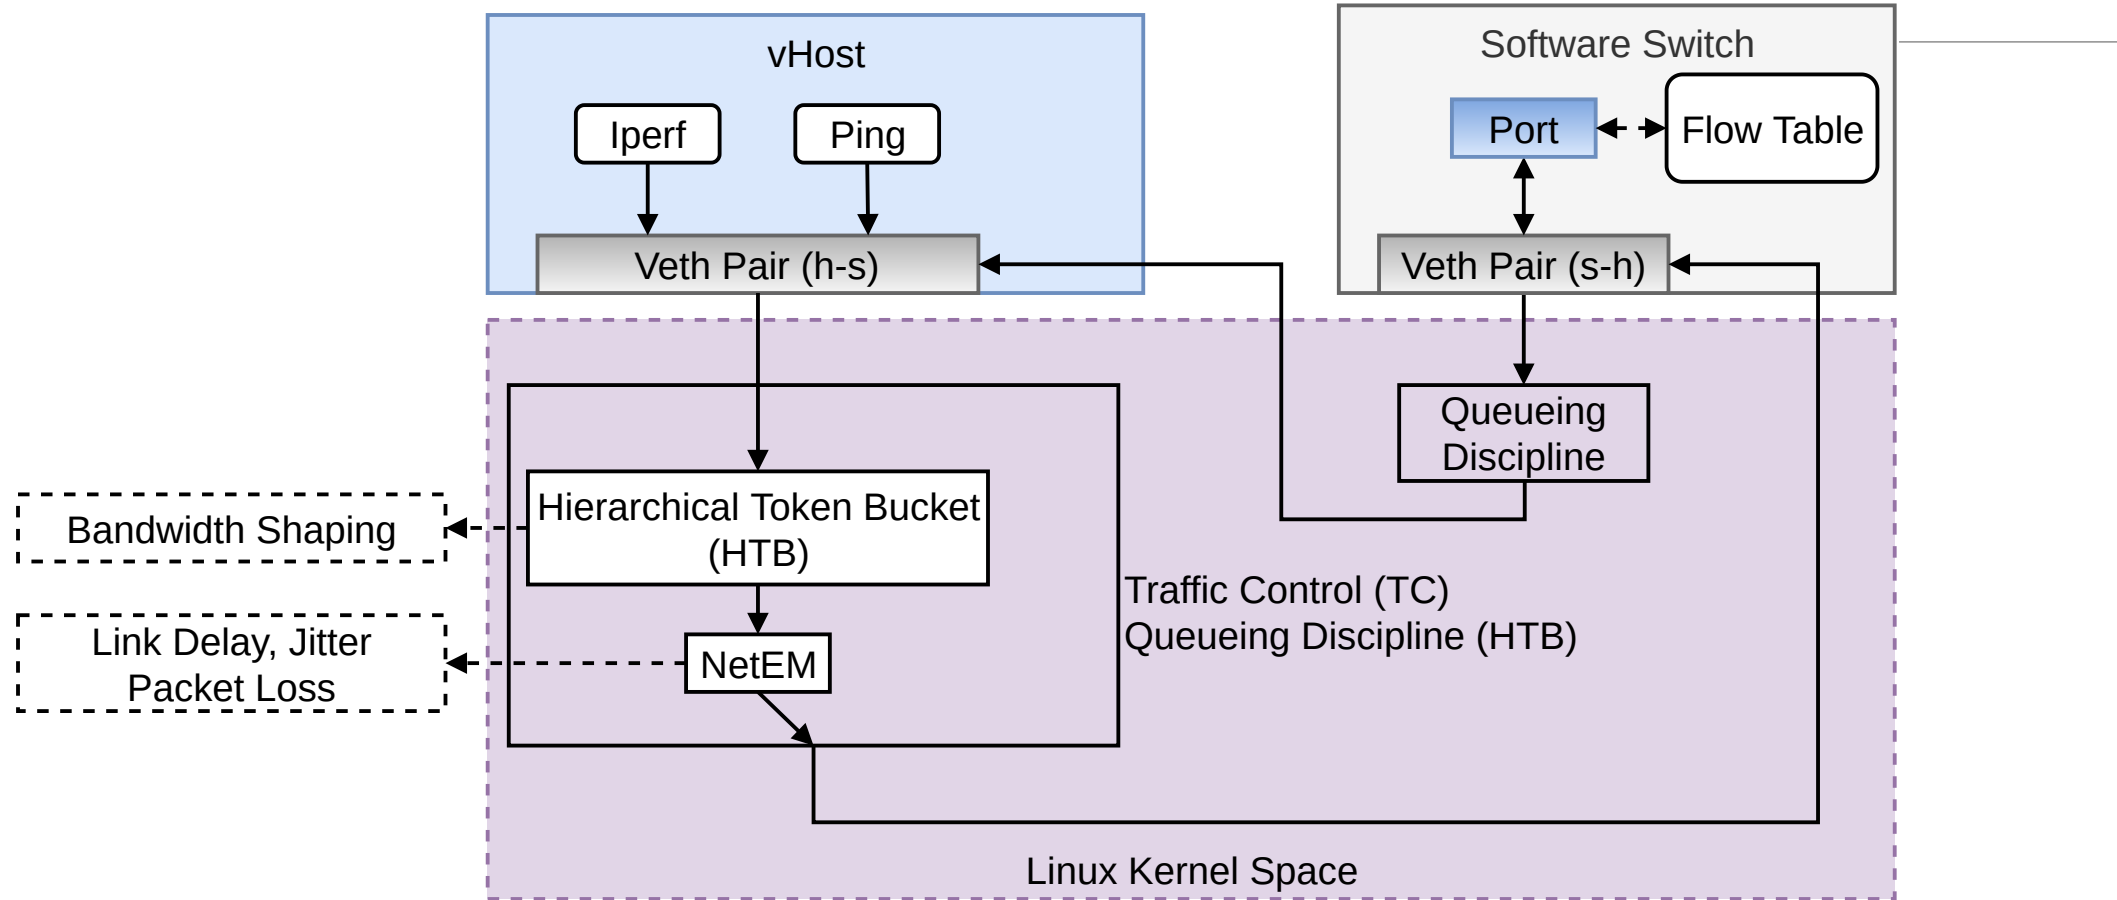 vHost
Iperf
Ping
Veth Pair (h-s)
Software Switch
Port
Flow Table
Veth Pair (s-h)
Queueing
Discipline
Hierarchical Token Bucket
(HTB)
Bandwidth Shaping
Traffic Control (TC)
Queueing Discipline (HTB)
Link Delay, Jitter
Packet Loss
NetEM
Linux Kernel Space